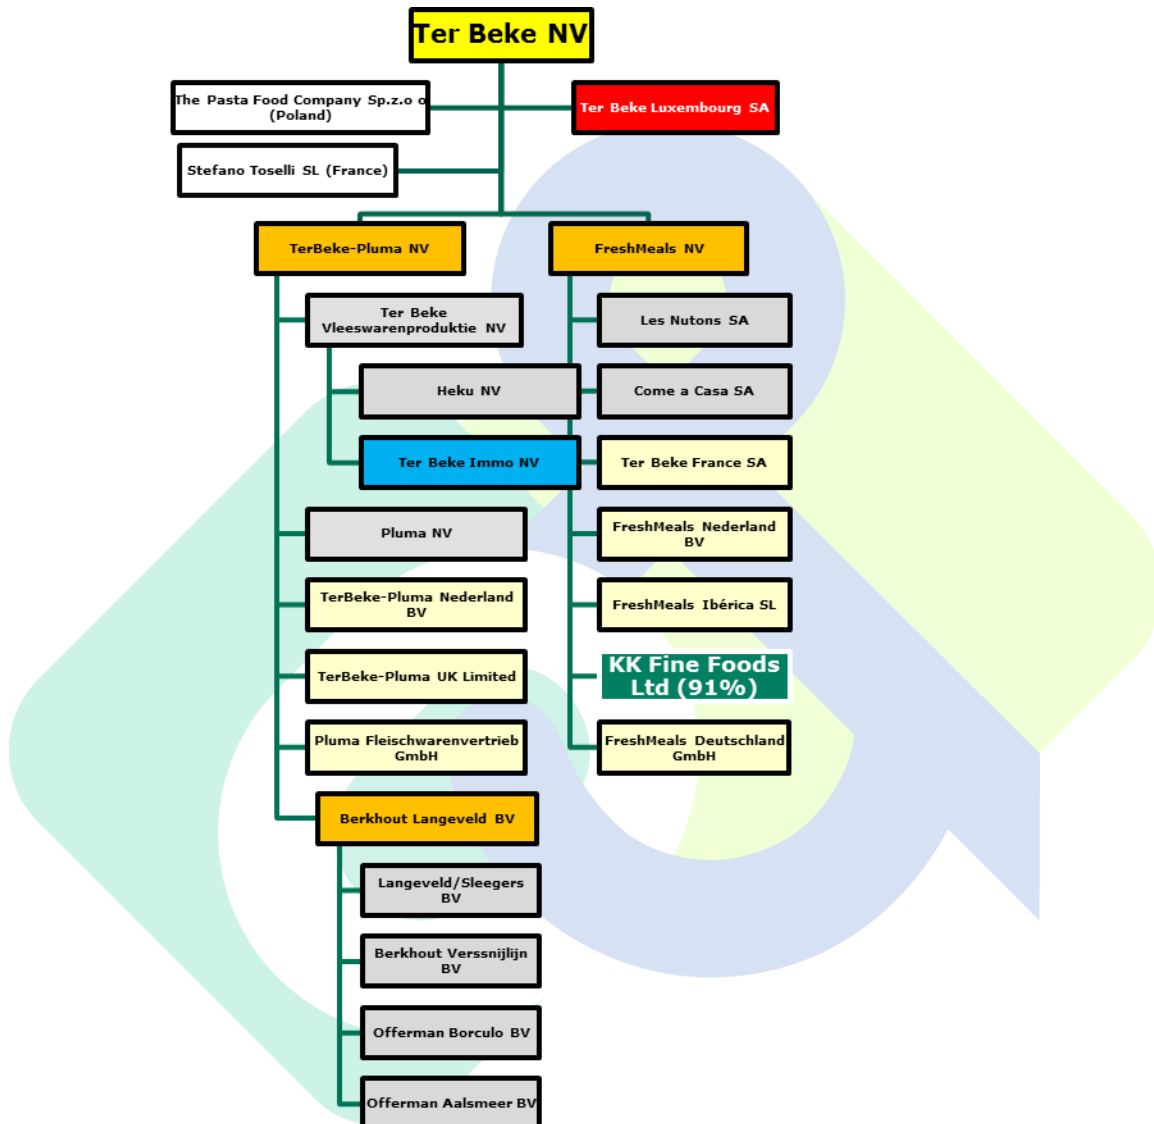 Ter Beke NV
The Pasta Food Company Sp.z.o o
(Poland)
Ter Beke Luxembourg SA
Stefano Toselli SL (France)
TerBeke-Pluma NV
FreshMeals NV
Ter Beke
Vleeswarenproduktie NV
Les Nutons SA
Heku NV
Come a Casa SA
Ter Beke Immo NV
Ter Beke France SA
Pluma NV
FreshMeals Nederland
BV
TerBeke-Pluma Nederland
BV
FreshMeals Ibérica SL
TerBeke-Pluma UK Limited
KK Fine Foods
Ltd (91%)
Pluma Fleischwarenvertrieb
GmbH
FreshMeals Deutschland
GmbH
Berkhout Langeveld BV
Langeveld/Sleegers
BV
Berkhout Verssnijlijn
BV
Offerman Borculo BV
Offerman Aalsmeer BV